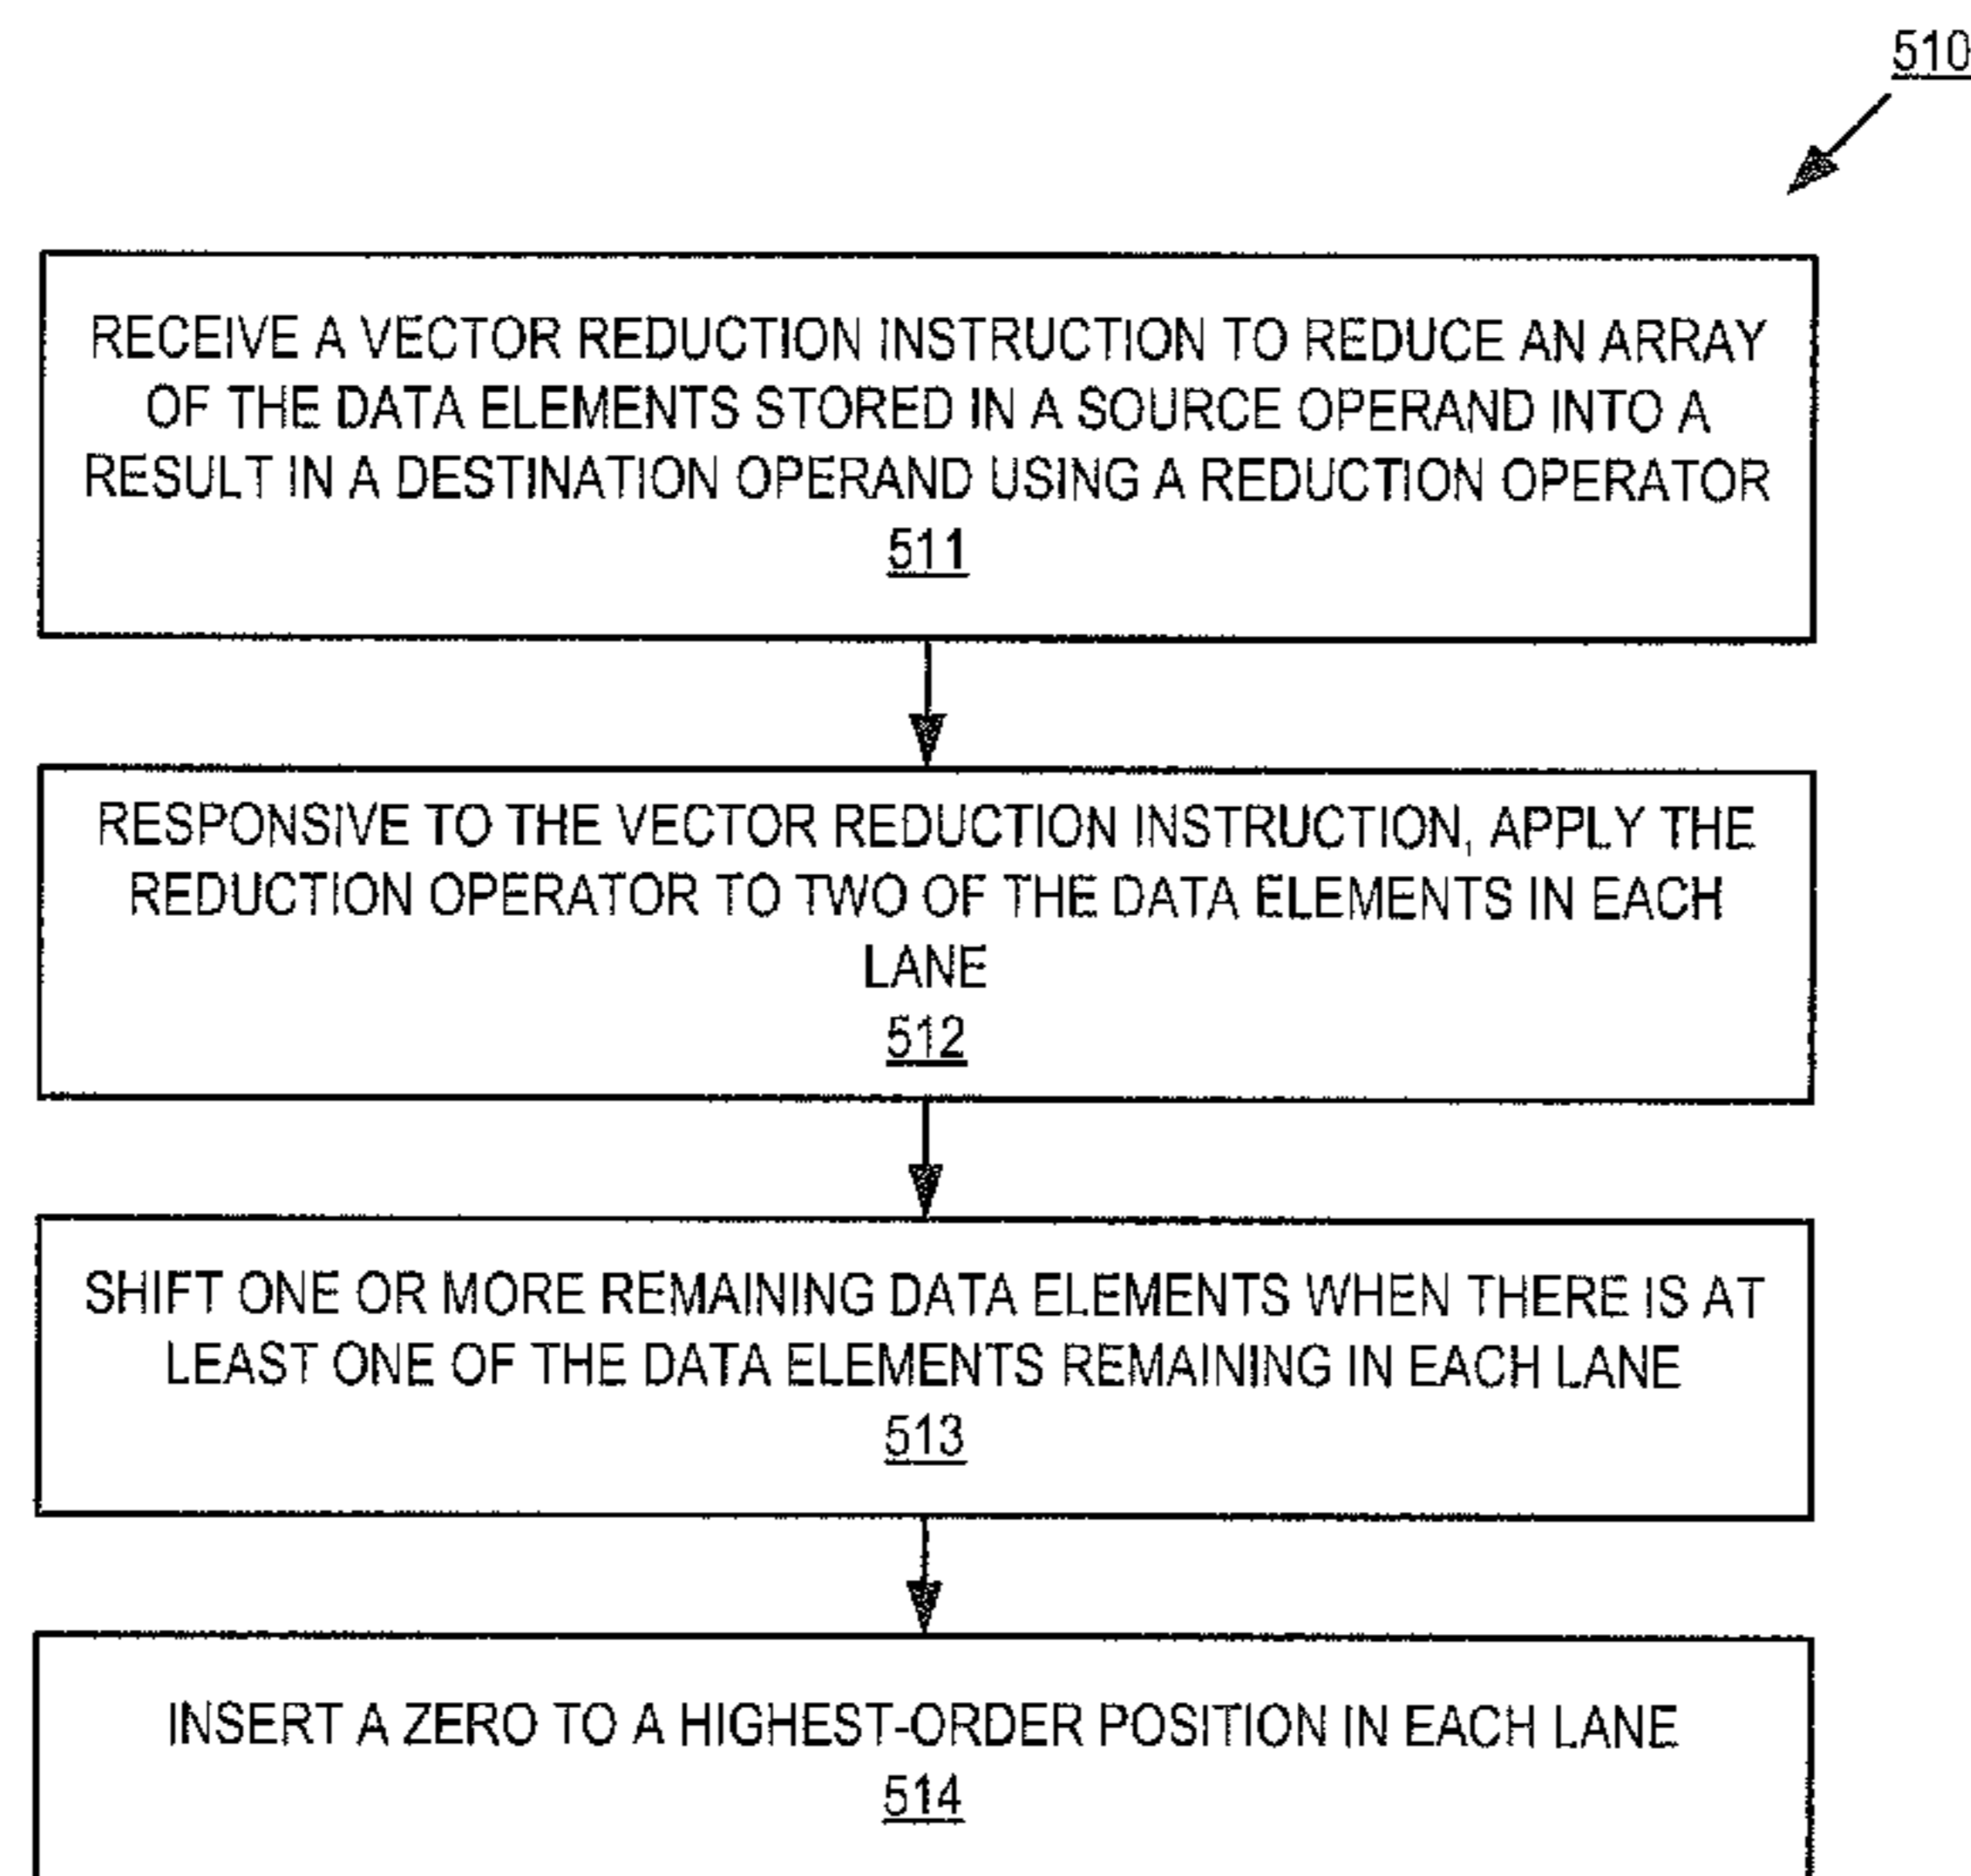 510
RECEIVE A VECTOR REDUCTION INSTRUCTION TO REDUCE AN ARRAY
OF THE DATA ELEMENTS STORED IN A SOURCE OPERAND INTO A
RESULT IN A DESTINATION OPERAND USING A REDUCTION OPERATOR
511
RESPONSIVE TO THE VECTOR REDUCTION INSTRUCTION, APPLY THE
REDUCTION OPERATOR TO TWO OF THE DATA ELEMENTS IN EACH
LANE
512
SHIFT ONE OR MORE REMAINING DATA ELEMENTS WHEN THERE IS AT
LEAST ONE OF THE DATA ELEMENTS REMAINING IN EACH LANE
513
INSERT A ZERO TO A HIGHEST-ORDER POSITION IN EACH LANE
514